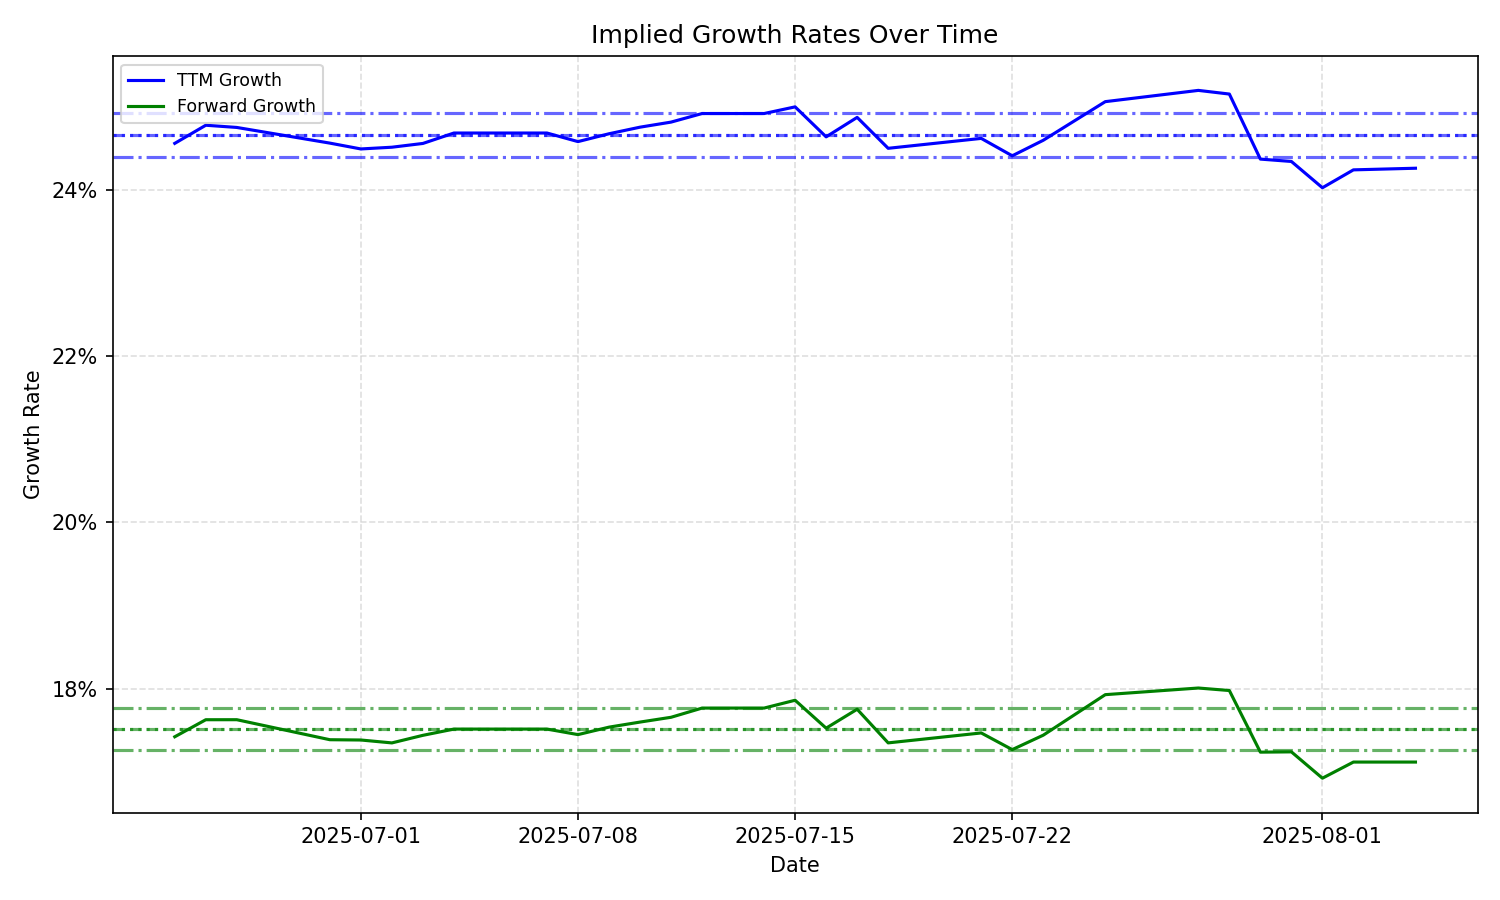 Implied Growth Rates Over Time
TTM Growth
Forward Growth
24%
22%
20%
18%
Growth Rate
2025-07-01
2025-07-08
2025-07-15
2025-07-22
2025-08-01
Date